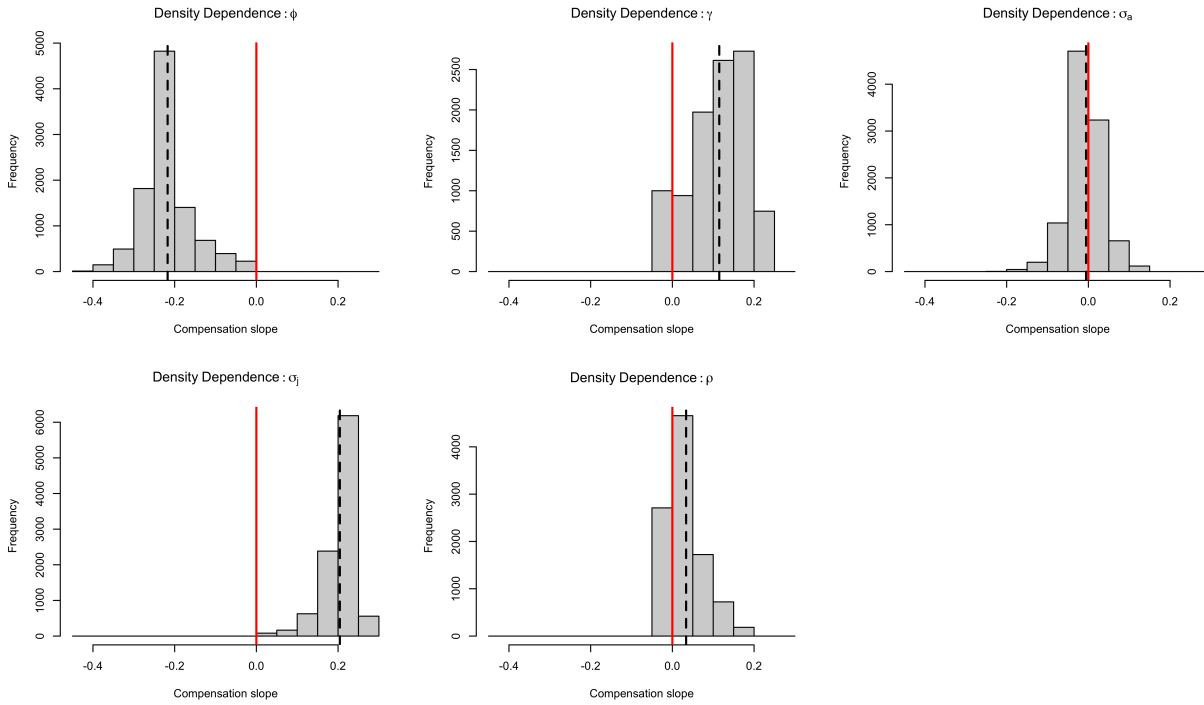 Density Dependence : ϕ
Frequency
0 1000 2000 3000 4000 5000
-0.4 -0.2 0.0 0.2
Compensation slope
Density Dependence : γ
Frequency
0 500 1000 1500 2000 2500
-0.4 -0.2 0.0 0.2
Compensation slope
Density Dependence : σa
Frequency
0 1000 2000 3000 4000
-0.4 -0.2 0.0 0.2
Compensation slope
Density Dependence : σj
Frequency
0 1000 2000 3000 4000 5000 6000
-0.4 -0.2 0.0 0.2
Compensation slope
Density Dependence : ρ
Frequency
0 1000 2000 3000 4000
-0.4 -0.2 0.0 0.2
Compensation slope